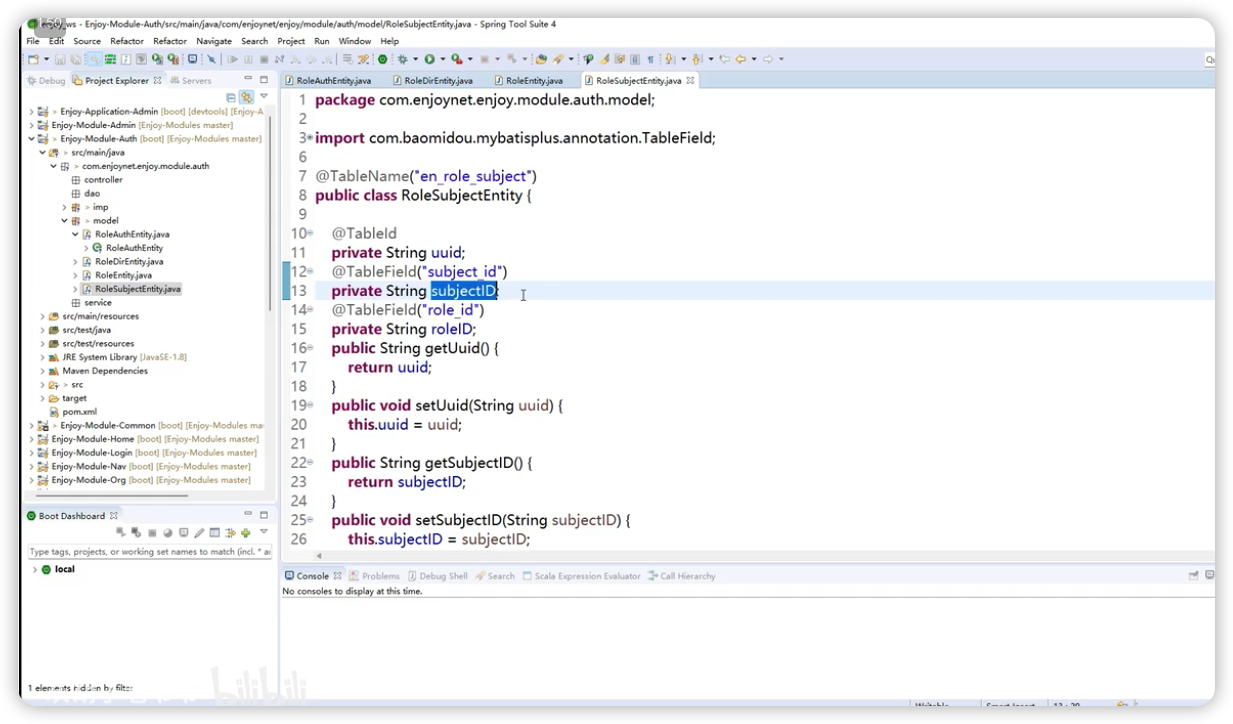 enjoy_ws - Enjoy-Module-Auth/src/main/java/com/enjoynet/enjoy/module/auth/model/RoleSubjectEntity.java - Spring Tool Suite 4
File Edit Source Refactor Refactor Navigate Search Project Run Window Help
Debug Project Explorer Servers
RoleAuthEntity.java RoleDirEntity.java RoleEntity.java RoleSubjectEntity.java
> Enjoy-Application-Admin [boot] [devtools] [Enjoy-A
Enjoy-Module-Admin [boot] [Enjoy-Modules master]
> Enjoy-Module-Auth [boot] [Enjoy-Modules master]
> src/main/java
> com.enjoynet.enjoy.module.auth
controller
dao
> imp
> model
RoleAuthEntity.java
RoleAuthEntity
RoleDirEntity.java
RoleEntity.java
RoleSubjectEntity.java
service
src/main/resources
src/test/java
src/test/resources
JRE System Library [JavaSE-1.8]
Maven Dependencies
> src
target
pom.xml
> Enjoy-Module-Common [boot] [Enjoy-Modules ma
Enjoy-Module-Home [boot] [Enjoy-Modules master]
Enjoy-Module-Login [boot] [Enjoy-Modules master]
Enjoy-Module-Nav [boot] [Enjoy-Modules master]
Enjoy-Module-Org [boot] [Enjoy-Modules master]
1 package com.enjoynet.enjoy.module.auth.model;
2
3 import com.baomidou.mybatisplus.annotation.TableField;
6
7 @TableName("en_role_subject")
8 public class RoleSubjectEntity {
9
10 @TableId
11 private String uuid;
12 @TableField("subject_id")
13 private String subjectID;
14 @TableField("role_id")
15 private String roleID;
16 public String getUuid() {
17 return uuid;
18 }
19 public void setUuid(String uuid) {
20 this.uuid = uuid;
21 }
22 public String getSubjectID() {
23 return subjectID;
24 }
25 public void setSubjectID(String subjectID) {
26 this.subjectID = subjectID;
Boot Dashboard
Type tags, projects, or working set names to match (incl. *
local
1 elements hidden by filter
Console Problems Debug Shell Search Scala Expression Evaluator Call Hierarchy
No consoles to display at this time.
bilibili
Writable Smart Insert